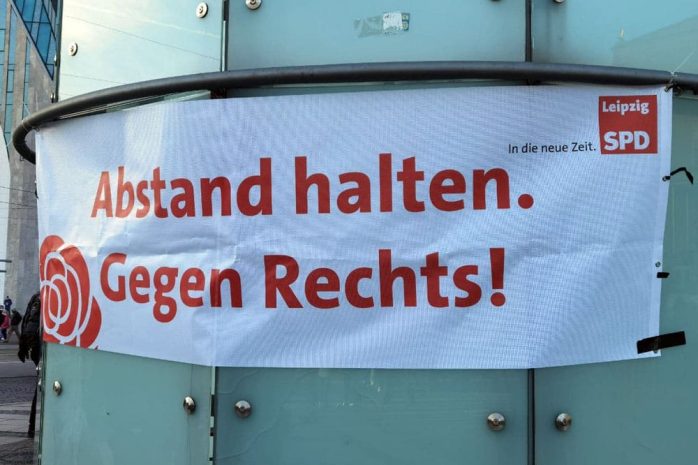 Leipzig
SPD
In die neue Zeit.
Abstand halten.
Gegen Rechts!